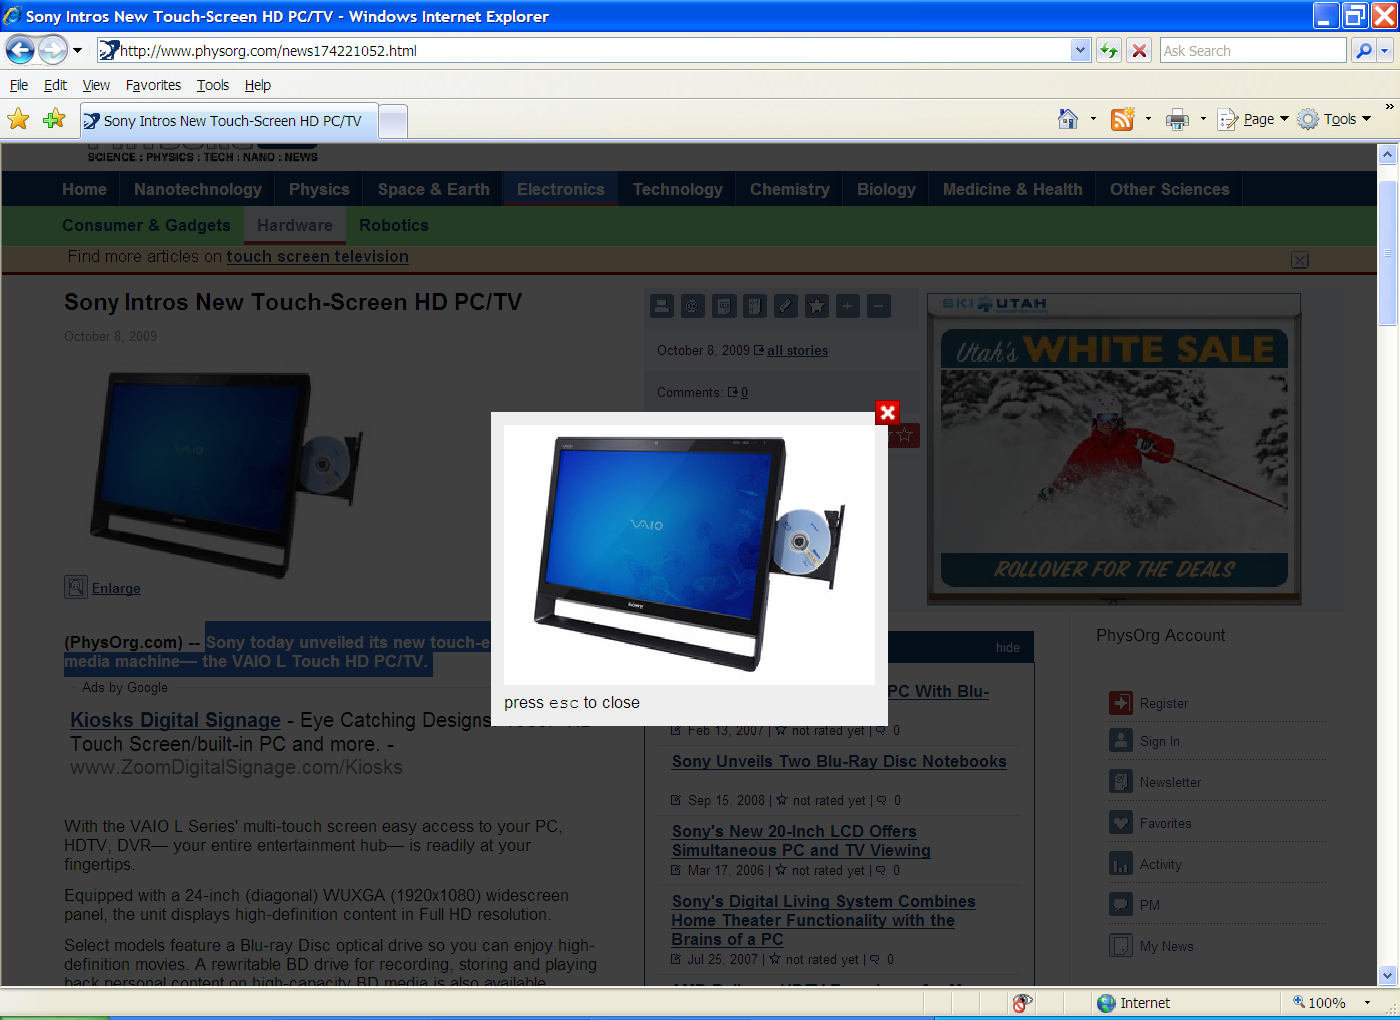 Sony Intros New Touch-Screen HD PC/TV - Windows Internet Explorer
http://www.physorg.com/news174221052.html
Ask Search
File Edit View Favorites Tools Help
Sony Intros New Touch-Screen HD PC/TV
Page Tools
SCIENCE : PHYSICS : TECH : NANO : NEWS
Home Nanotechnology Physics Space & Earth Electronics Technology Chemistry Biology Medicine & Health Other Sciences
Consumer & Gadgets Hardware Robotics
Find more articles on touch screen television
Sony Intros New Touch-Screen HD PC/TV
October 8, 2009
VAIO
SONY
Enlarge
(PhysOrg.com) -- Sony today unveiled its new touch-e
media machine— the VAIO L Touch HD PC/TV.
Ads by Google
Kiosks Digital Signage - Eye Catching Designs.
Touch Screen/built-in PC and more. -
www.ZoomDigitalSignage.com/Kiosks
With the VAIO L Series' multi-touch screen easy access to your PC,
HDTV, DVR— your entire entertainment hub— is readily at your
fingertips.
Equipped with a 24-inch (diagonal) WUXGA (1920x1080) widescreen
panel, the unit displays high-definition content in Full HD resolution.
Select models feature a Blu-ray Disc optical drive so you can enjoy high-
definition movies. A rewritable BD drive for recording, storing and playing
back personal content on high-capacity BD media is also available.
October 8, 2009 all stories
Comments: 0
VAIO
SONY
press esc to close
hide
PC With Blu-
Feb 13, 2007 | not rated yet | 0
Sony Unveils Two Blu-Ray Disc Notebooks
Sep 15, 2008 | not rated yet | 0
Sony's New 20-Inch LCD Offers
Simultaneous PC and TV Viewing
Mar 17, 2006 | not rated yet | 0
Sony's Digital Living System Combines
Home Theater Functionality with the
Brains of a PC
Jul 25, 2007 | not rated yet | 0
SKI UTAH
Utah's WHITE SALE
ROLLOVER FOR THE DEALS
PhysOrg Account
Register
Sign In
Newsletter
Favorites
Activity
PM
My News
Internet
100%